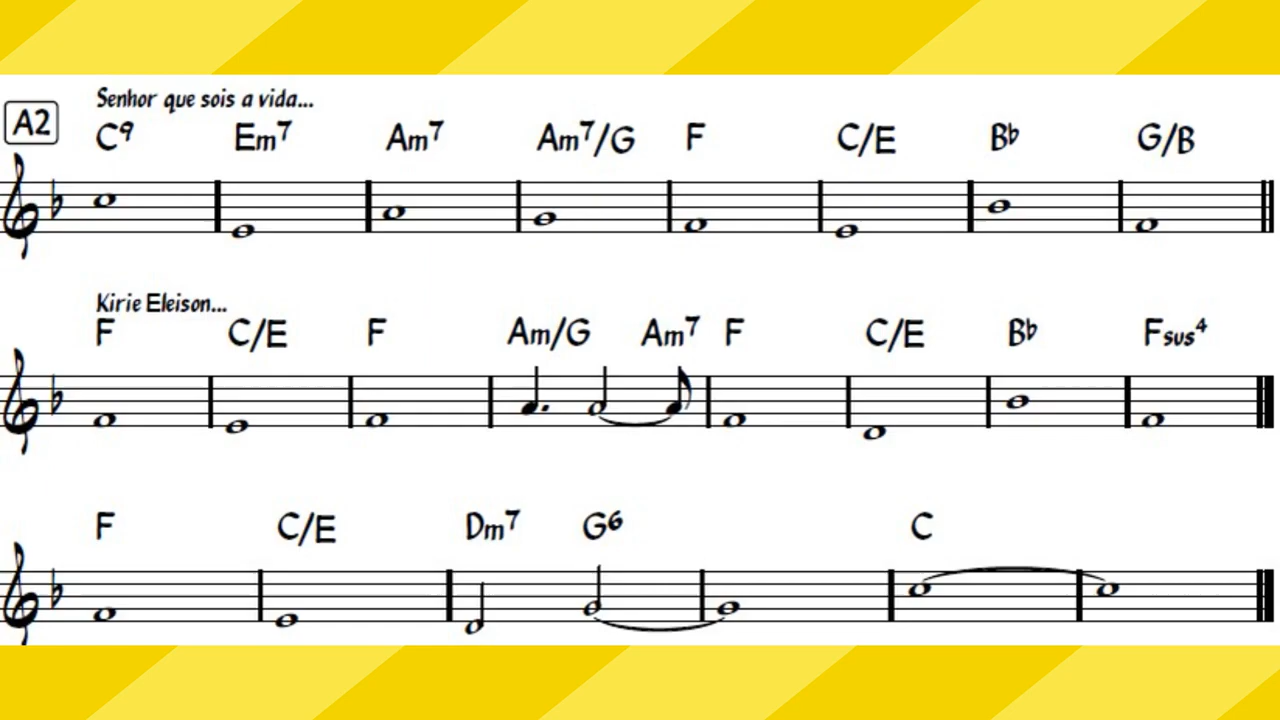 Senhor que sois a vida...
A2 C9 Em7 Am7 Am7/G F C/E B♭ G/B
Kirie Eleison...
F C/E F Am/G Am7 F C/E B♭ Fsus4
F C/E Dm7 G6 C